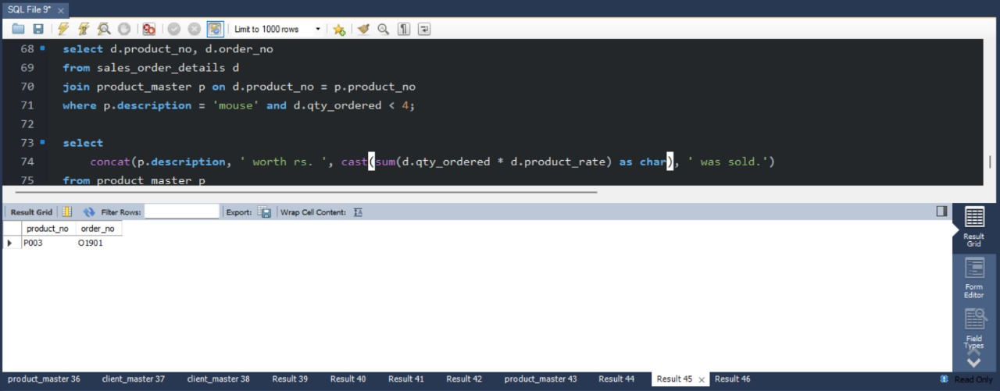 SQL File 9*
Limit to 1000 rows
68 select d.product_no, d.order_no
69 from sales_order_details d
70 join product_master p on d.product_no = p.product_no
71 where p.description = 'mouse' and d.qty_ordered < 4;
72
73 select
74 concat(p.description, ' worth rs. ', cast(sum(d.qty_ordered * d.product_rate) as char), ' was sold.')
75 from product_master p
Result Grid Filter Rows: Export: Wrap Cell Content:
product_no order_no
P003 O1901
Result
Grid
Form
Editor
Field
Types
product_master 36 client_master 37 client_master 38 Result 39 Result 40 Result 41 Result 42 product_master 43 Result 44 Result 45 Result 46 Read Only